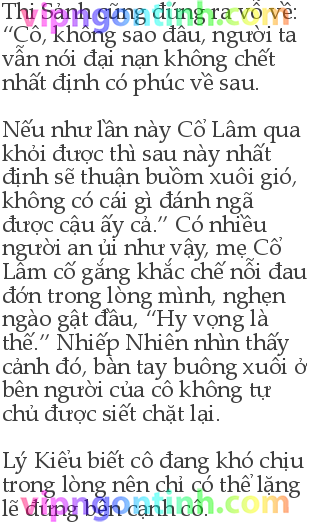 Thi Sảnh cũng đứng ra vỗ về:
“Cô, không sao đâu, người ta
vẫn nói đại nạn không chết
nhất định có phúc về sau.
Nếu như lần này Cổ Lâm qua
khỏi được thì sau này nhất
định sẽ thuận buồm xuôi gió,
không có cái gì đánh ngã
được cậu ấy cả.” Có nhiều
người an ủi như vậy, mẹ Cổ
Lâm cố gắng khắc chế nỗi đau
đớn trong lòng mình, nghẹn
ngào gật đầu, “Hy vọng là
thế.” Nhiếp Nhiên nhìn thấy
cảnh đó, bàn tay buông xuôi ở
bên người của cô không tự
chủ được siết chặt lại.
Lý Kiểu biết cô đang khó chịu
trong lòng nên chỉ có thể lặng
lẽ đứng bên cạnh cô.
vipngontinh.com
vipngontinh.com